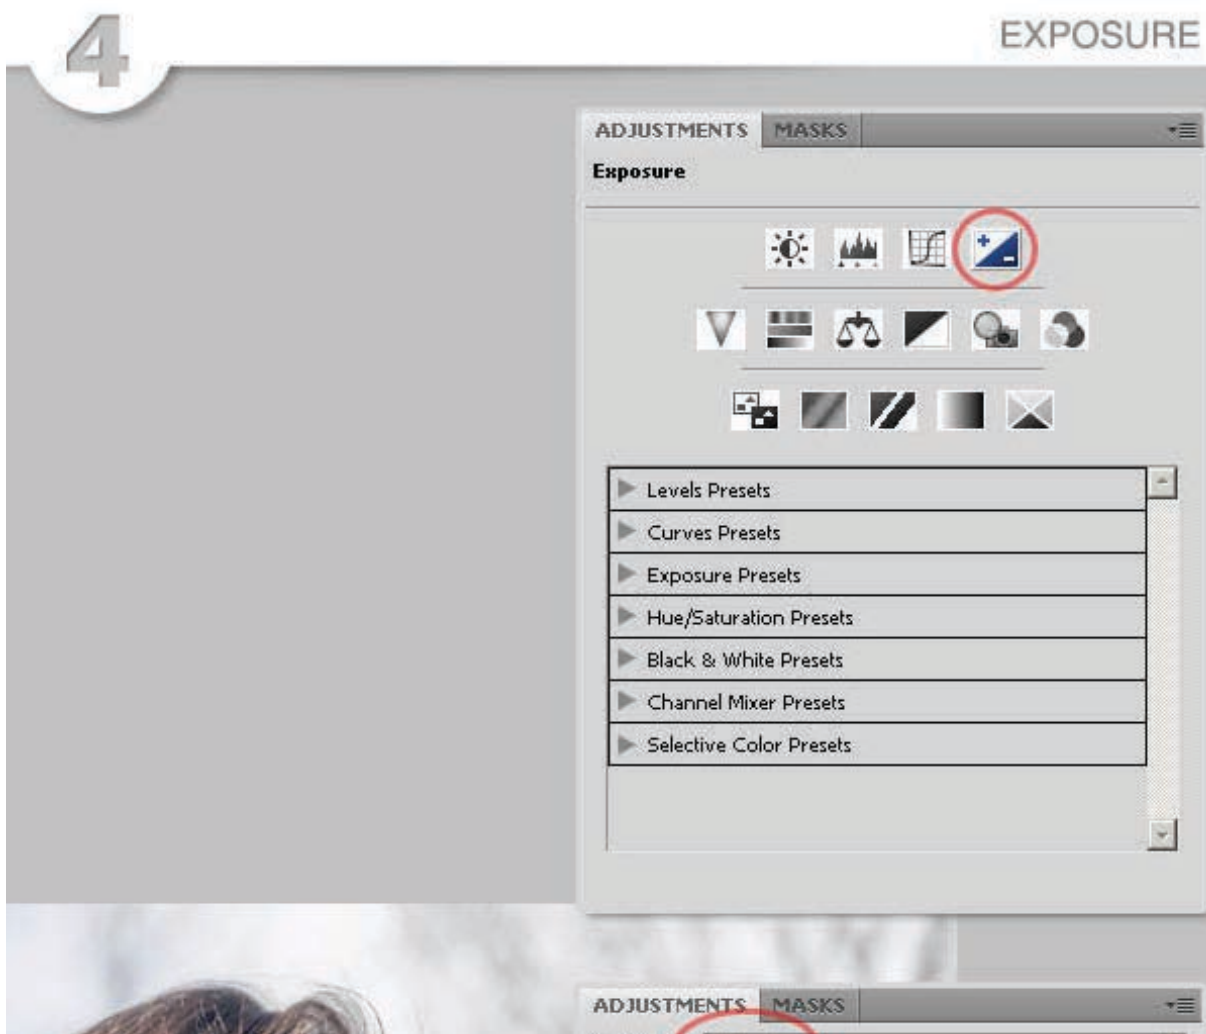 4
EXPOSURE
ADJUSTMENTS MASKS
Exposure
Levels Presets
Curves Presets
Exposure Presets
Hue/Saturation Presets
Black & White Presets
Channel Mixer Presets
Selective Color Presets
ADJUSTMENTS MASKS